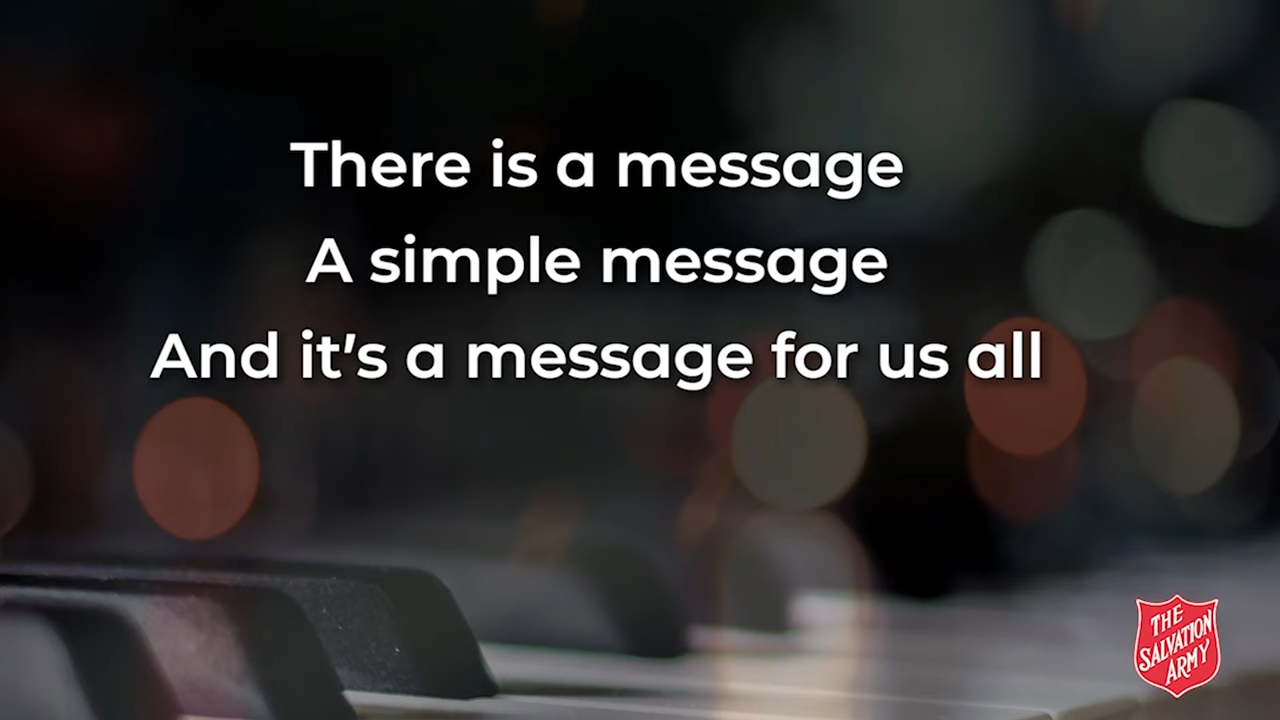 There is a message
A simple message
And it's a message for us all
THE
SALVATION
ARMY